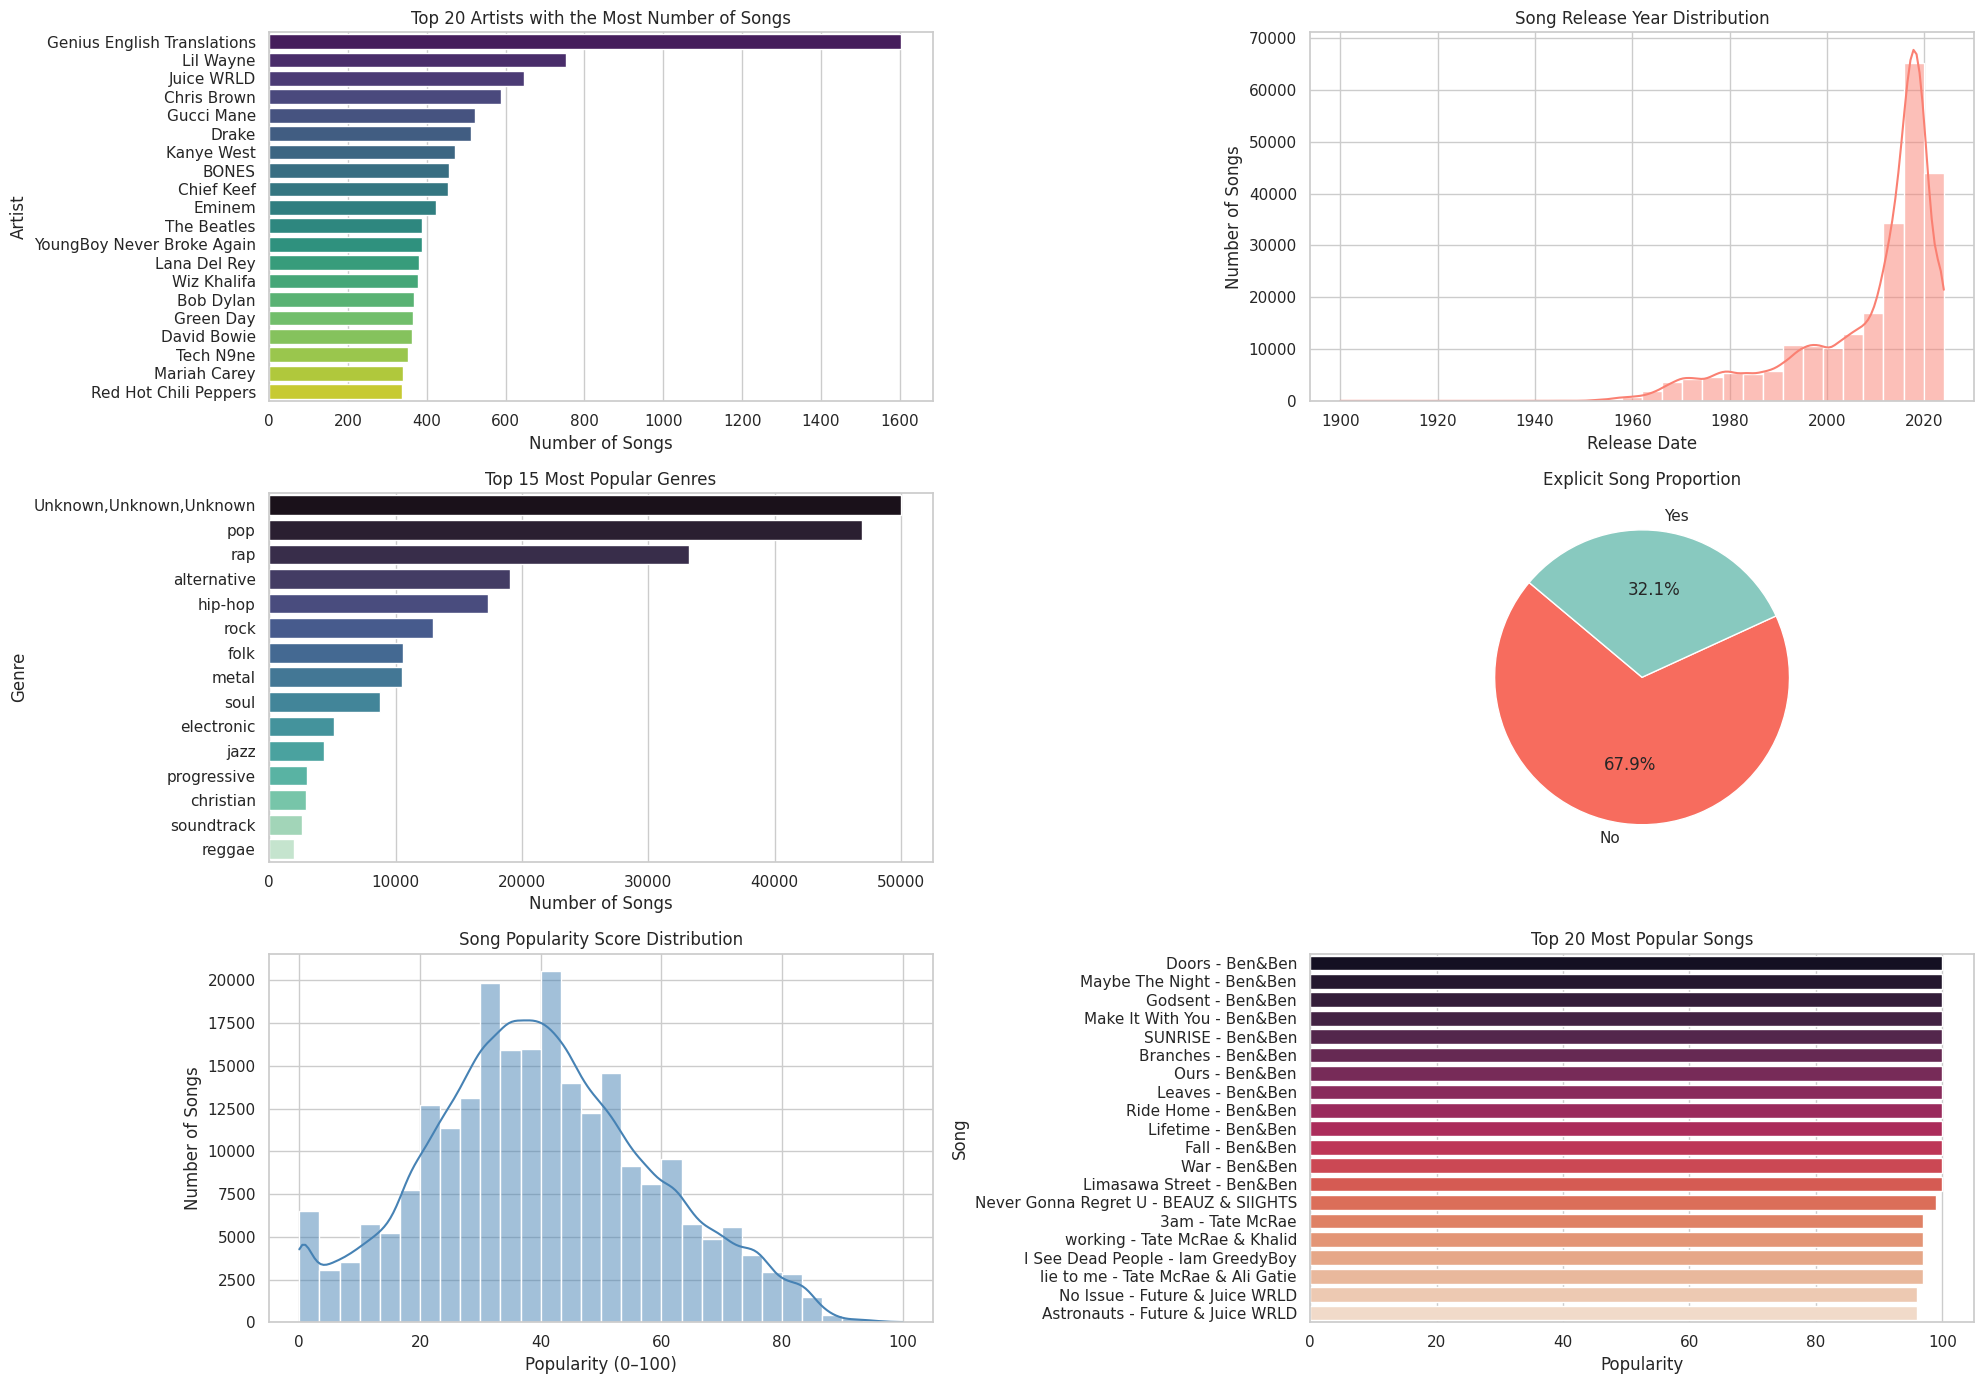 Top 20 Artists with the Most Number of Songs
Artist
Genius English Translations
Lil Wayne
Juice WRLD
Chris Brown
Gucci Mane
Drake
Kanye West
BONES
Chief Keef
Eminem
The Beatles
YoungBoy Never Broke Again
Lana Del Rey
Wiz Khalifa
Bob Dylan
Green Day
David Bowie
Tech N9ne
Mariah Carey
Red Hot Chili Peppers
0 200 400 600 800 1000 1200 1400 1600
Number of Songs
Song Release Year Distribution
Number of Songs
70000
60000
50000
40000
30000
20000
10000
0
1900 1920 1940 1960 1980 2000 2020
Release Date
Top 15 Most Popular Genres
Genre
Unknown,Unknown,Unknown
pop
rap
alternative
hip-hop
rock
folk
metal
soul
electronic
jazz
progressive
christian
soundtrack
reggae
0 10000 20000 30000 40000 50000
Number of Songs
Explicit Song Proportion
Yes
32.1%
67.9%
No
Song Popularity Score Distribution
Number of Songs
20000
17500
15000
12500
10000
7500
5000
2500
0
0 20 40 60 80 100
Popularity (0–100)
Top 20 Most Popular Songs
Song
Doors - Ben&Ben
Maybe The Night - Ben&Ben
Godsent - Ben&Ben
Make It With You - Ben&Ben
SUNRISE - Ben&Ben
Branches - Ben&Ben
Ours - Ben&Ben
Leaves - Ben&Ben
Ride Home - Ben&Ben
Lifetime - Ben&Ben
Fall - Ben&Ben
War - Ben&Ben
Limasawa Street - Ben&Ben
Never Gonna Regret U - BEAUZ & SIIGHTS
3am - Tate McRae
working - Tate McRae & Khalid
I See Dead People - Iam GreedyBoy
lie to me - Tate McRae & Ali Gatie
No Issue - Future & Juice WRLD
Astronauts - Future & Juice WRLD
0 20 40 60 80 100
Popularity